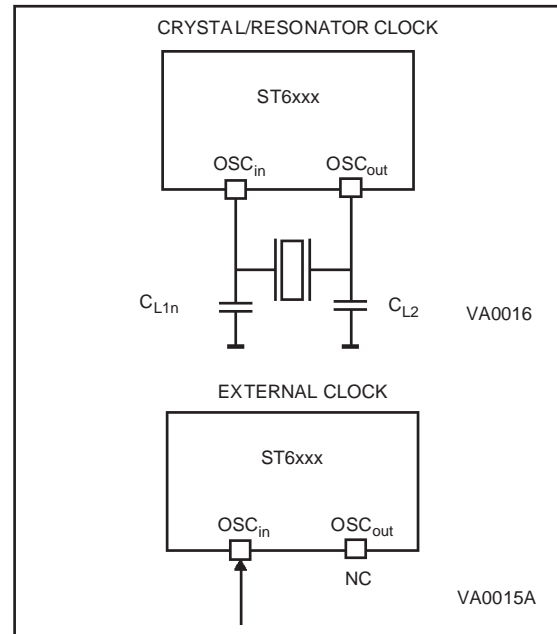 CRYSTAL/RESONATOR CLOCK
ST6xxx
OSCin OSCout
CL1n CL2 VA0016
EXTERNAL CLOCK
ST6xxx
OSCin OSCout
NC
VA0015A